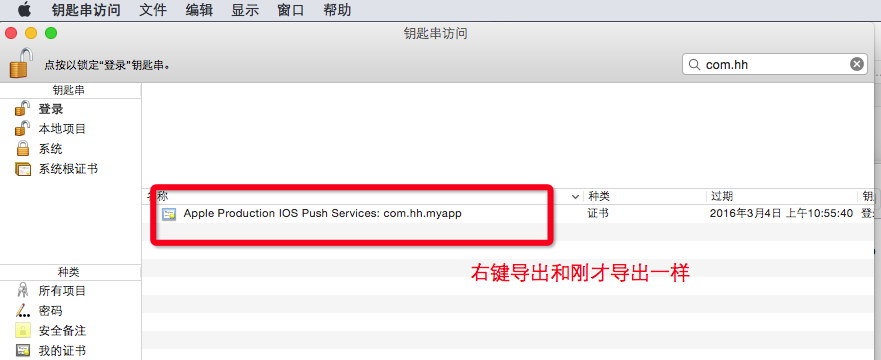 钥匙串访问 文件 编辑 显示 窗口 帮助
钥匙串访问
点按以锁定“登录”钥匙串。
com.hh
钥匙串
登录
本地项目
系统
系统根证书
名称 种类 过期 钥
Apple Production IOS Push Services: com.hh.myapp 证书 2016年3月4日 上午10:55:40 登
右键导出和刚才导出一样
种类
所有项目
密码
安全备注
我的证书